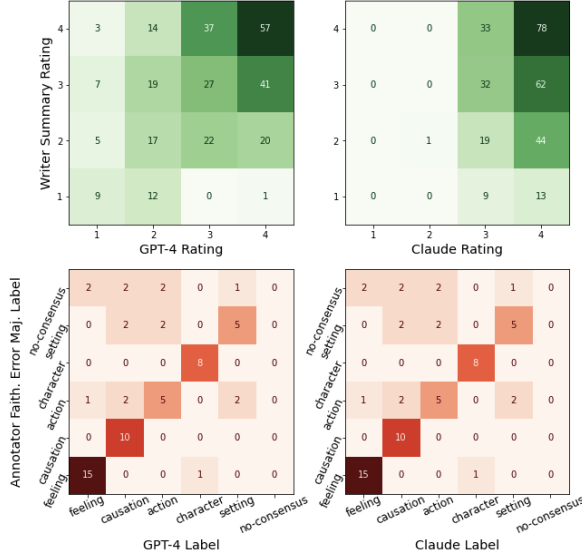 Writer Summary Rating
4
3
2
1
3 14 37 57
7 19 27 41
5 17 22 20
9 12 0 1
1 2 3 4
GPT-4 Rating
4
3
2
1
0 0 33 78
0 0 32 62
0 1 19 44
0 0 9 13
1 2 3 4
Claude Rating
Annotator Faith. Error Maj. Label
no-consensus
setting
character
action
causation
feeling
2 2 2 0 1 0
0 2 2 0 5 0
0 0 0 8 0 0
1 2 5 0 2 0
0 10 0 0 0 0
15 0 0 1 0 0
feeling causation action character setting no-consensus
GPT-4 Label
no-consensus
setting
character
action
causation
feeling
2 2 2 0 1 0
0 2 2 0 5 0
0 0 0 8 0 0
1 2 5 0 2 0
0 10 0 0 0 0
15 0 0 1 0 0
feeling causation action character setting no-consensus
Claude Label